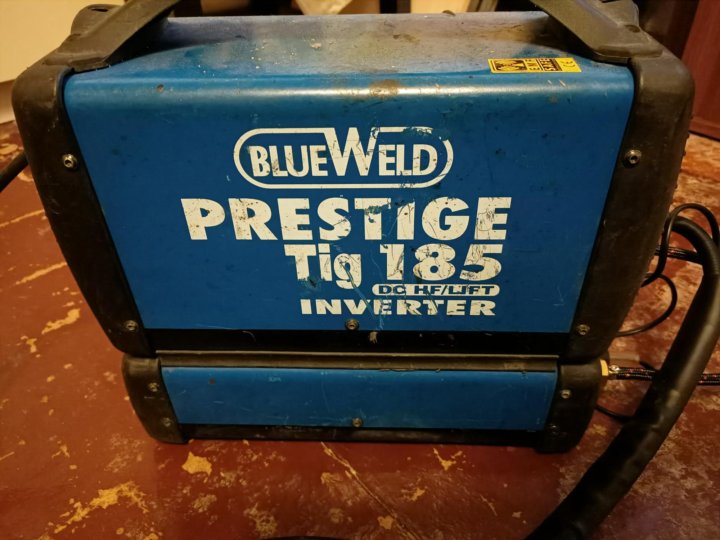 BLUEWELD
PRESTIGE
Tig 185
DC HF/LIFT
INVERTER